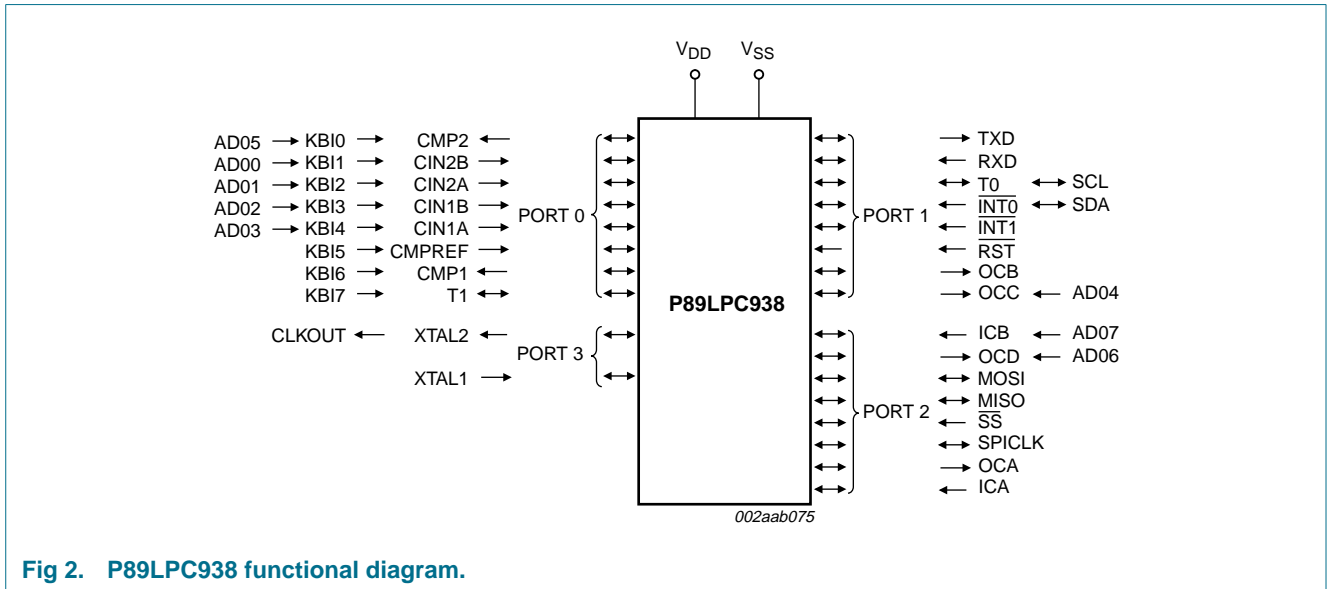 VDD VSS
AD05 KBI0 CMP2 TXD
AD00 KBI1 CIN2B RXD
AD01 KBI2 CIN2A T0 SCL
AD02 KBI3 CIN1B PORT 0 PORT 1 INT0 SDA
AD03 KBI4 CIN1A INT1
KBI5 CMPREF RST
KBI6 CMP1 OCB
KBI7 T1 OCC AD04
P89LPC938
CLKOUT XTAL2 PORT 3 ICB AD07
OCD AD06
XTAL1 MOSI
MISO
PORT 2 SS
SPICLK
OCA
ICA
002aab075
Fig 2. P89LPC938 functional diagram.